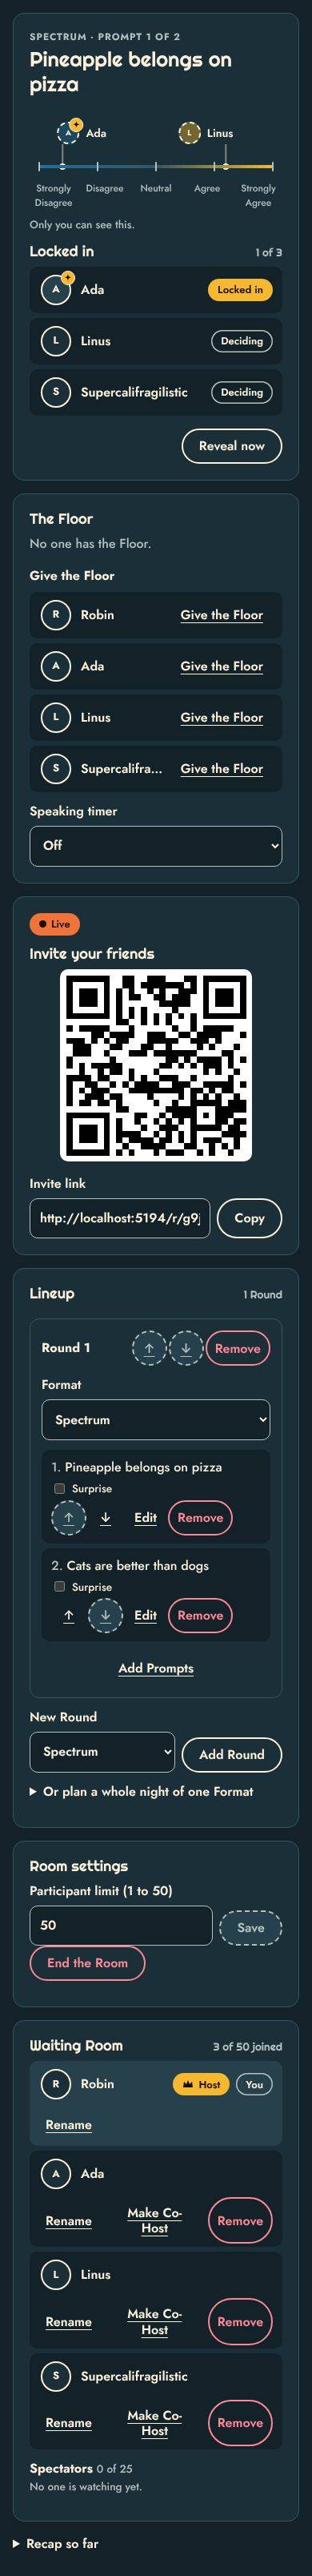 SPECTRUM · PROMPT 1 OF 2
Pineapple belongs on
pizza
A Ada
L Linus
Strongly Disagree
Disagree
Neutral
Agree
Strongly Agree
Only you can see this.
Locked in 1 of 3
A Ada Locked in
L Linus Deciding
S Supercalifragilistic Deciding
Reveal now
The Floor
No one has the Floor.
Give the Floor
R Robin Give the Floor
A Ada Give the Floor
L Linus Give the Floor
S Supercalifra... Give the Floor
Speaking timer
Off
Live
Invite your friends
Invite link
http://localhost:5194/r/g9j Copy
Lineup 1 Round
Round 1 ↑ ↓ Remove
Format
Spectrum
1. Pineapple belongs on pizza
Surprise
↑ ↓ Edit Remove
2. Cats are better than dogs
Surprise
↑ ↓ Edit Remove
Add Prompts
New Round
Spectrum Add Round
Or plan a whole night of one Format
Room settings
Participant limit (1 to 50)
50 Save
End the Room
Waiting Room 3 of 50 joined
R Robin Host You
Rename
A Ada
Rename Make Co-Host Remove
L Linus
Rename Make Co-Host Remove
S Supercalifragilistic
Rename Make Co-Host Remove
Spectators 0 of 25
No one is watching yet.
Recap so far